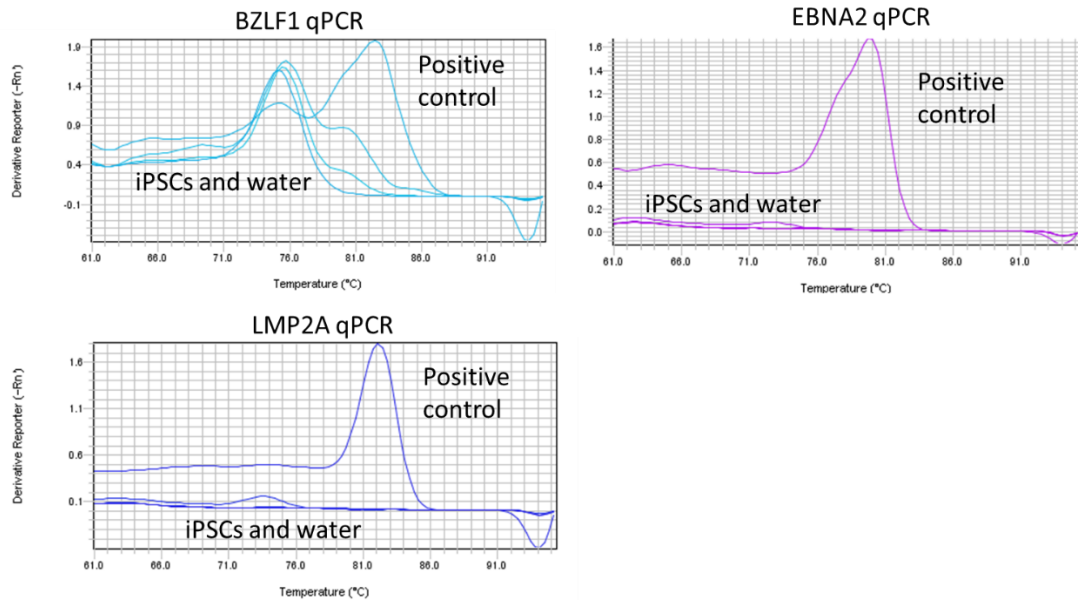 BZLF1 qPCR
Derivative Reporter (−Rn)
1.9
1.4
0.9
0.4
-0.1
Positive
control
iPSCs and water
61.0 66.0 71.0 76.0 81.0 86.0 91.0
Temperature (°C)
EBNA2 qPCR
Derivative Reporter (−Rn)
1.6
1.4
1.2
1.0
0.8
0.6
0.4
0.2
0.0
Positive
control
iPSCs and water
61.0 66.0 71.0 76.0 81.0 86.0 91.0
Temperature (°C)
LMP2A qPCR
Derivative Reporter (−Rn)
1.6
1.1
0.6
0.1
Positive
control
iPSCs and water
61.0 66.0 71.0 76.0 81.0 86.0 91.0
Temperature (°C)